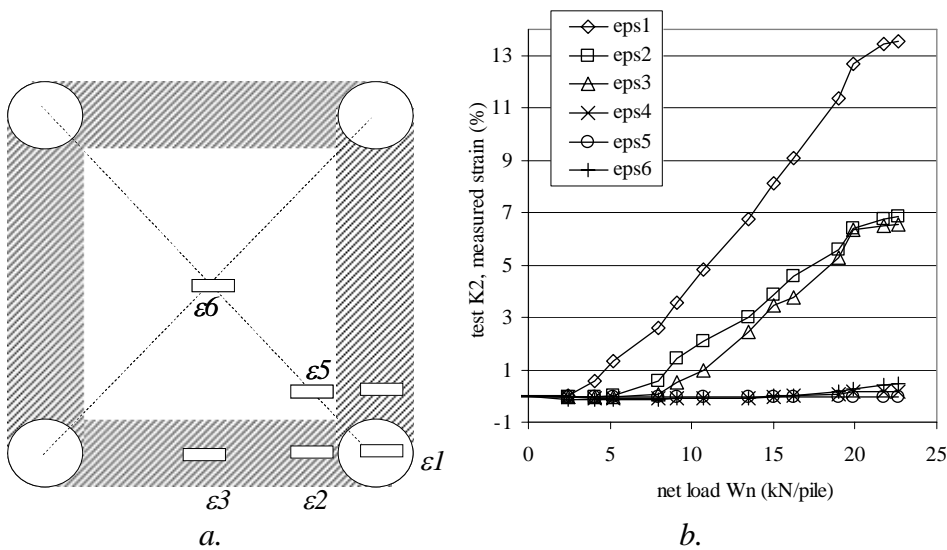 ε6
ε5
ε1
ε3
ε2
a.
eps1
eps2
eps3
eps4
eps5
eps6
test K2, measured strain (%)
13
11
9
7
5
3
1
-1
0
5
10
15
20
25
net load Wn (kN/pile)
b.